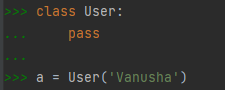 >>> class User:
...     pass
...
>>> a = User('Vanusha')